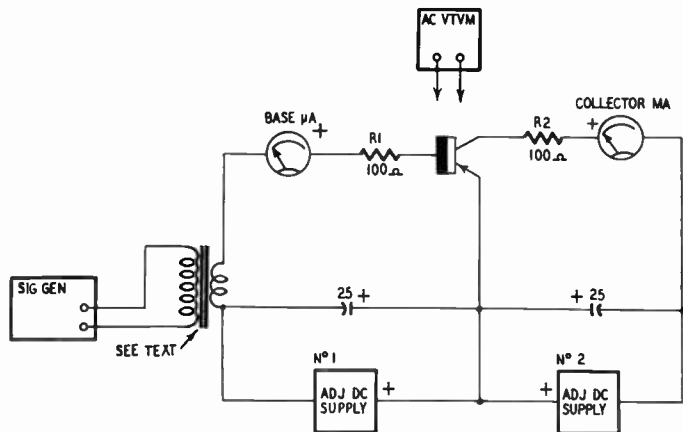 AC VTVM
COLLECTOR MA
BASE µA
+
R1
100Ω
R2
100Ω
+
SIG GEN
SEE TEXT
25 +
+ 25
Nº 1
Nº 2
ADJ DC
SUPPLY
+
+
ADJ DC
SUPPLY